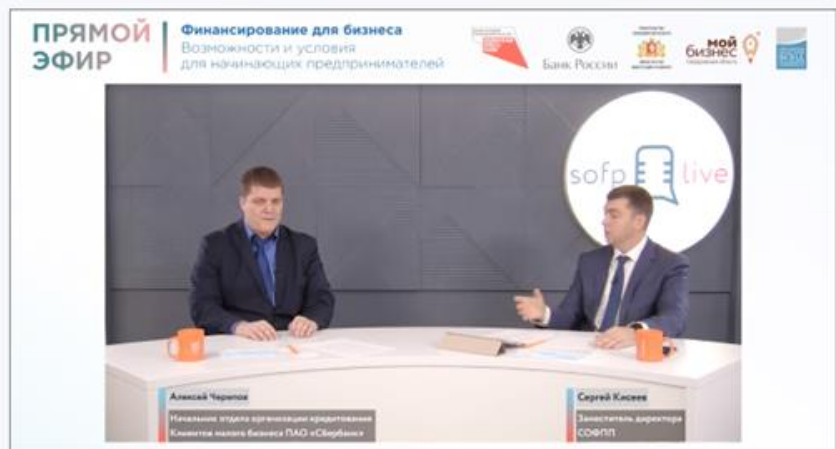 ПРЯМОЙ
ЭФИР
Финансирование для бизнеса
Возможности и условия
для начинающих предпринимателей
Банк России
мой
бизнес
sofp live
Алексей Черепов
Начальник отдела организации кредитования
Клиентов малого бизнеса ПАО «Сбербанк»
Сергей Кисеев
Заместитель директора
СОФПП